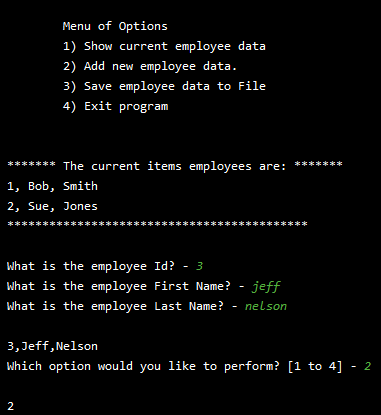 Menu of Options
1) Show current employee data
2) Add new employee data.
3) Save employee data to File
4) Exit program
******* The current items employees are: *******
1, Bob, Smith
2, Sue, Jones
*******************************************
What is the employee Id? - 3
What is the employee First Name? - jeff
What is the employee Last Name? - nelson
3,Jeff,Nelson
Which option would you like to perform? [1 to 4] - 2
2